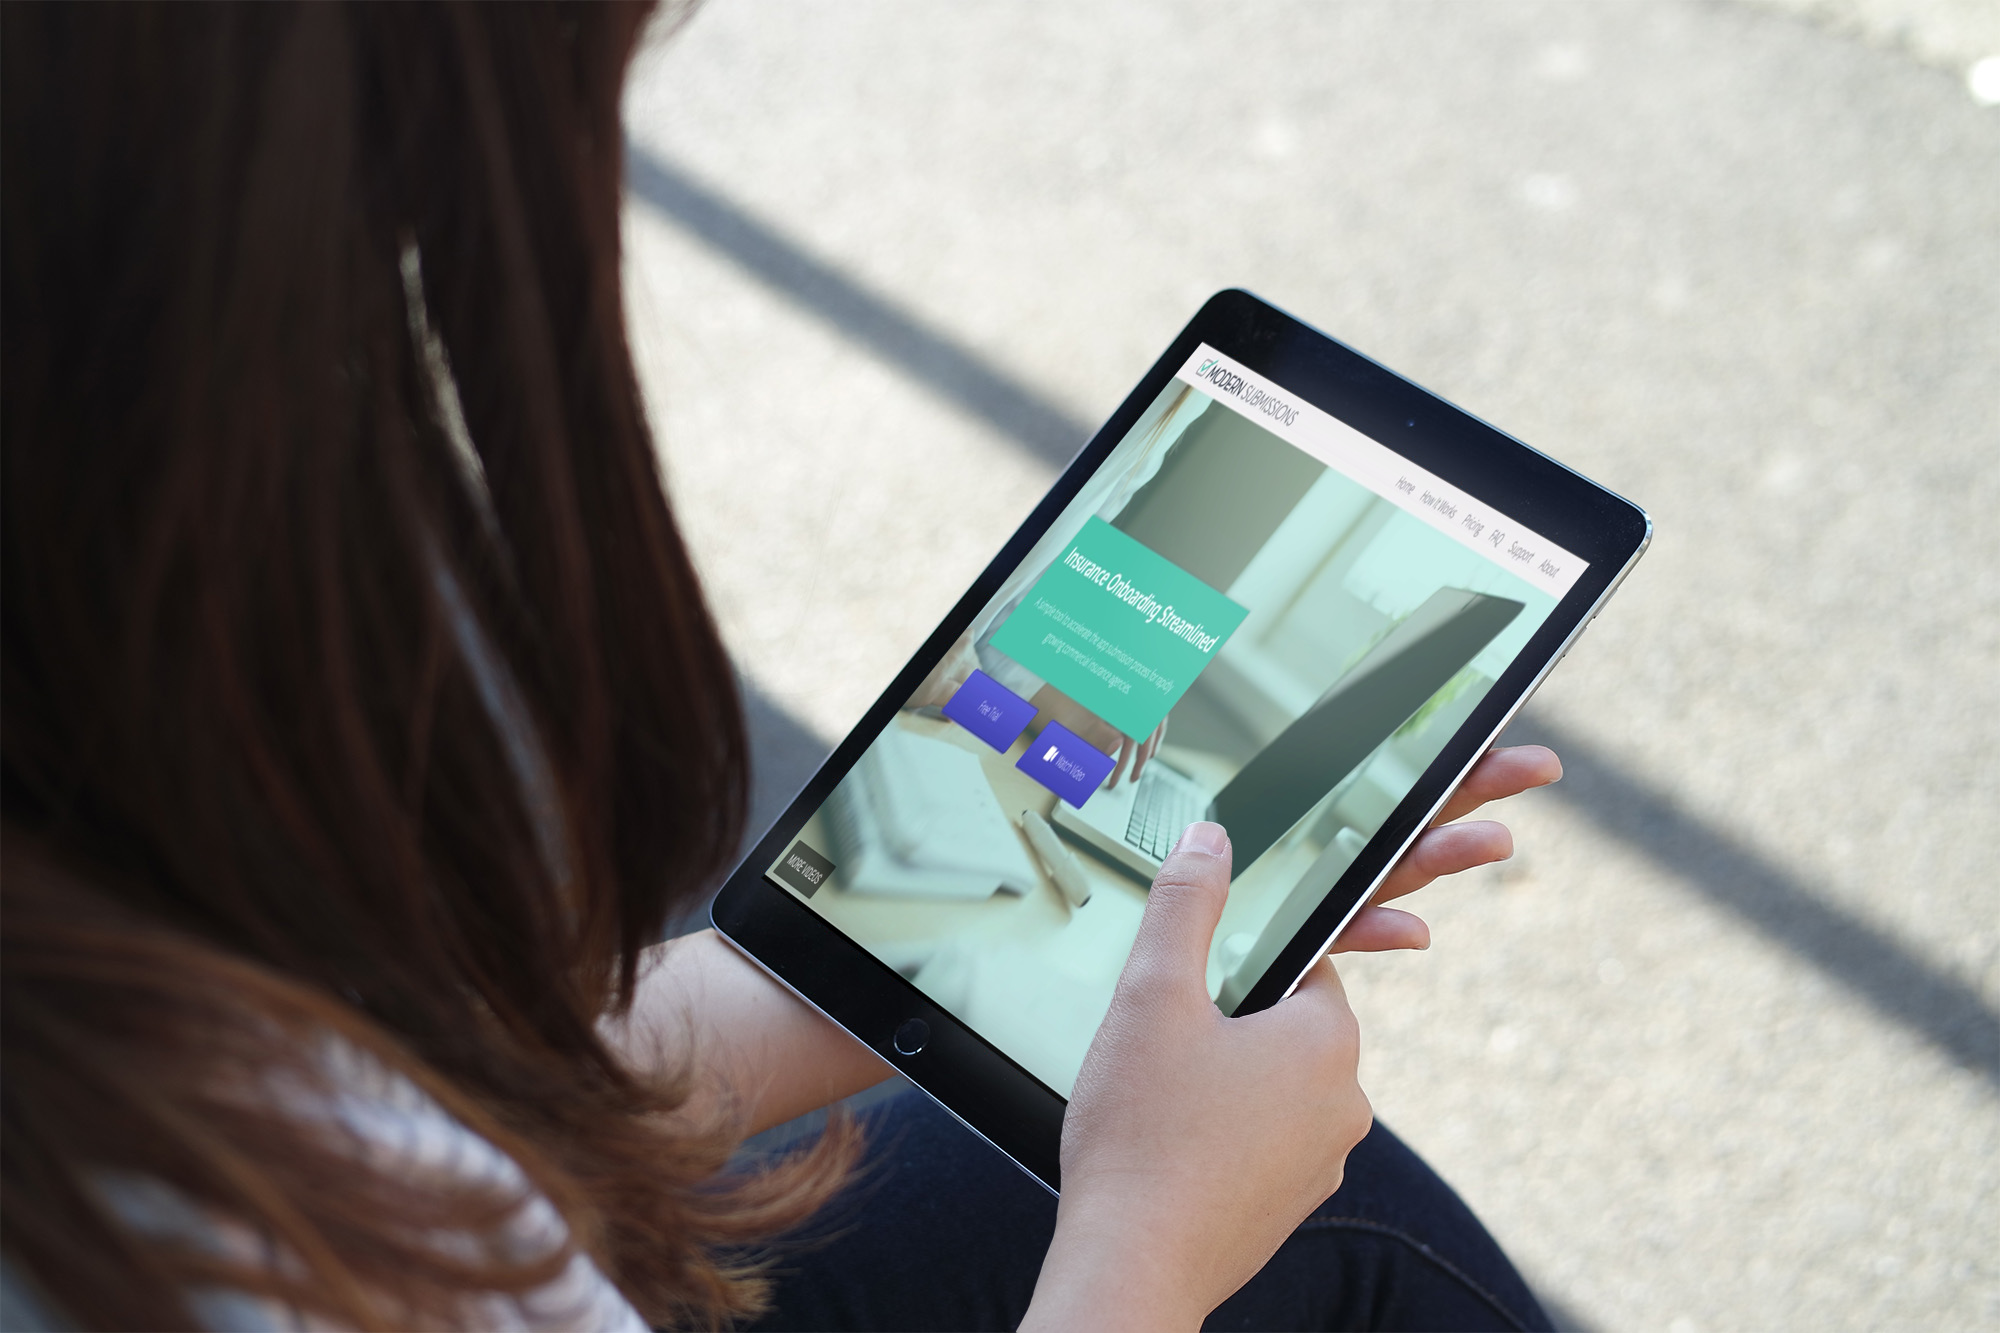 MODERN SUBMISSIONS
Home How It Works Pricing FAQ Support About
Insurance Onboarding Streamlined
A simple tool to accelerate the app submission process for rapidly
growing commercial insurance agencies.
Free Trial
Watch Video
MORE VIDEOS